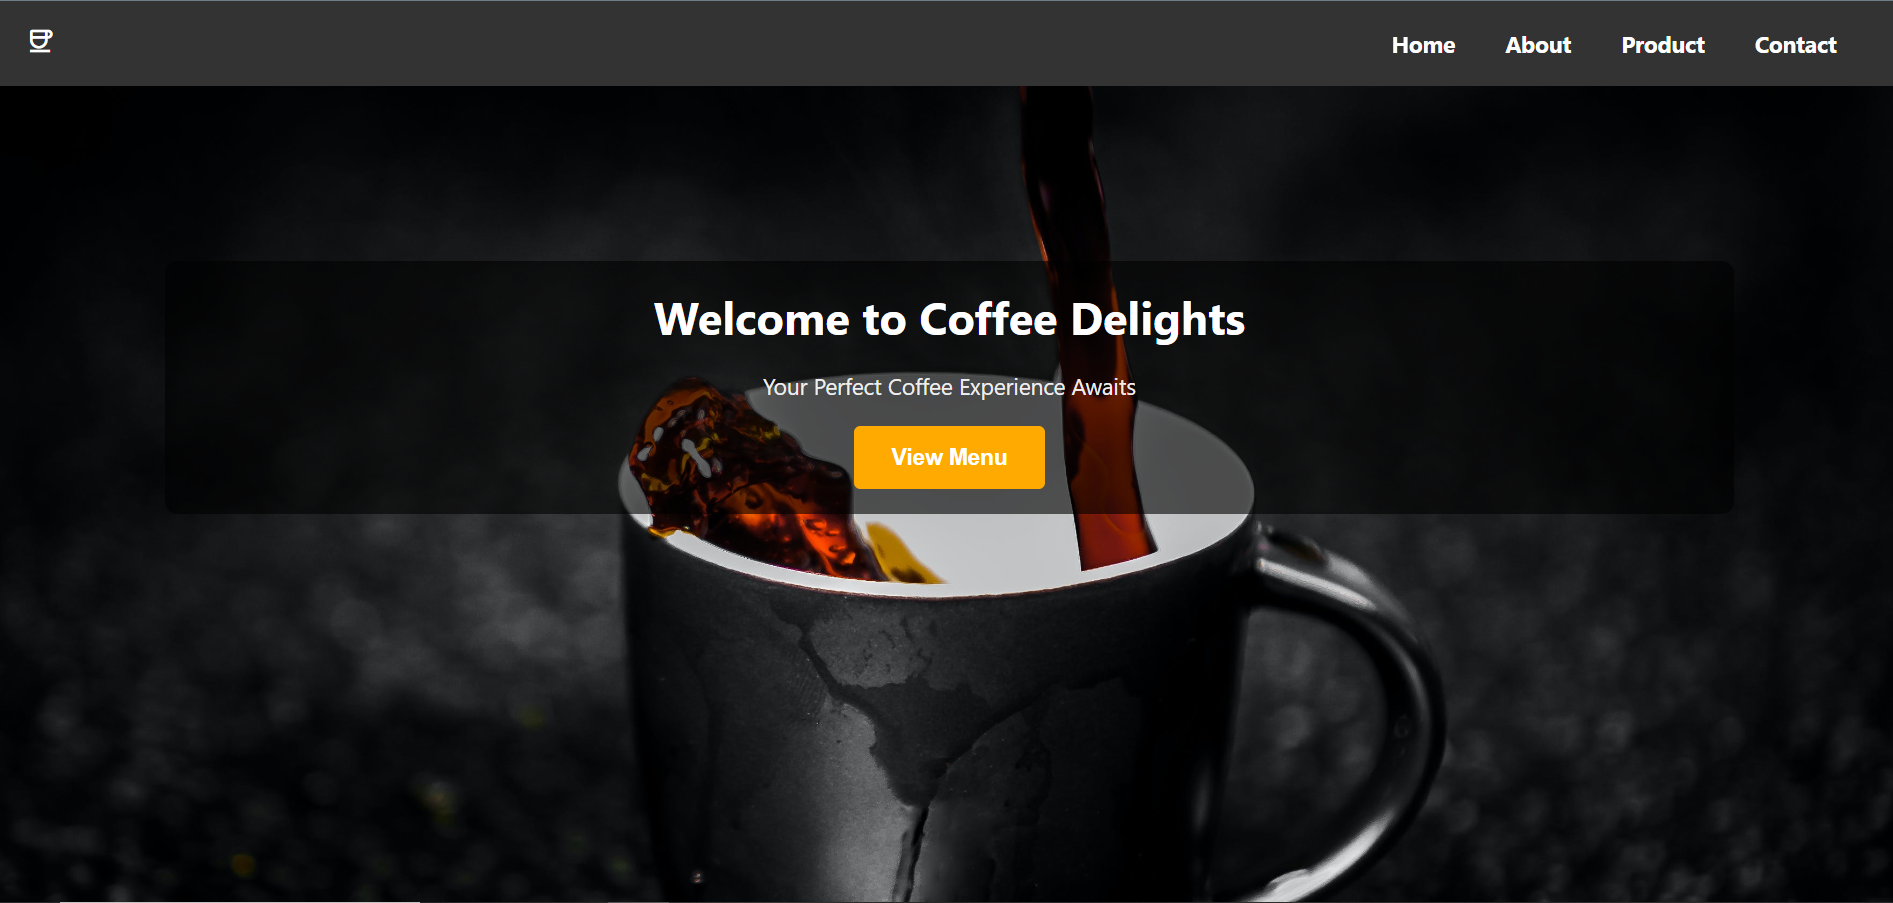 Home About Product Contact
Welcome to Coffee Delights
Your Perfect Coffee Experience Awaits
View Menu